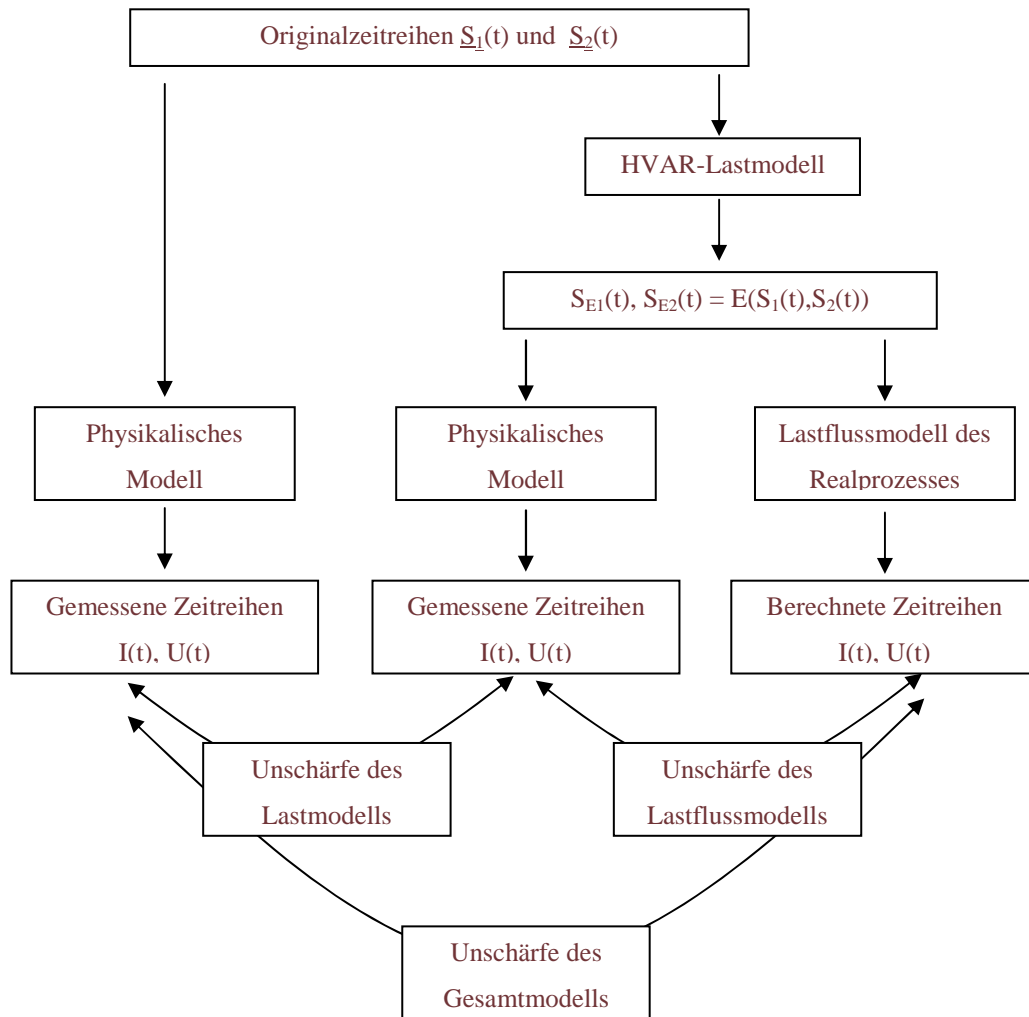 Originalzeitreihen S1(t) und S2(t)
HVAR-Lastmodell
SE1(t), SE2(t) = E(S1(t),S2(t))
Physikalisches
Modell
Physikalisches
Modell
Lastflussmodell des
Realprozesses
Gemessene Zeitreihen
I(t), U(t)
Gemessene Zeitreihen
I(t), U(t)
Berechnete Zeitreihen
I(t), U(t)
Unschärfe des
Lastmodells
Unschärfe des
Lastflussmodells
Unschärfe des
Gesamtmodells